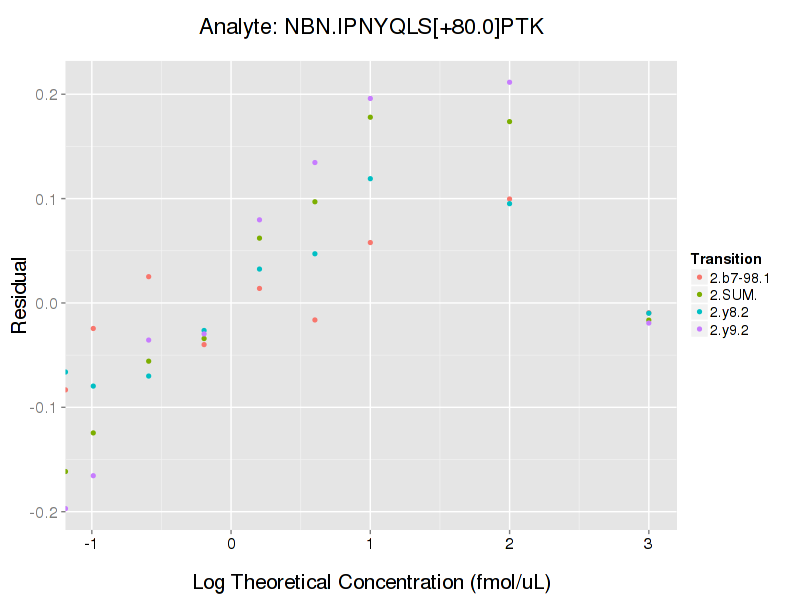 Analyte: NBN.IPNYQLS[+80.0]PTK
Residual
0.2
0.1
0.0
-0.1
-0.2
-1
0
1
2
3
Log Theoretical Concentration (fmol/uL)
Transition
2.b7-98.1
2.SUM.
2.y8.2
2.y9.2